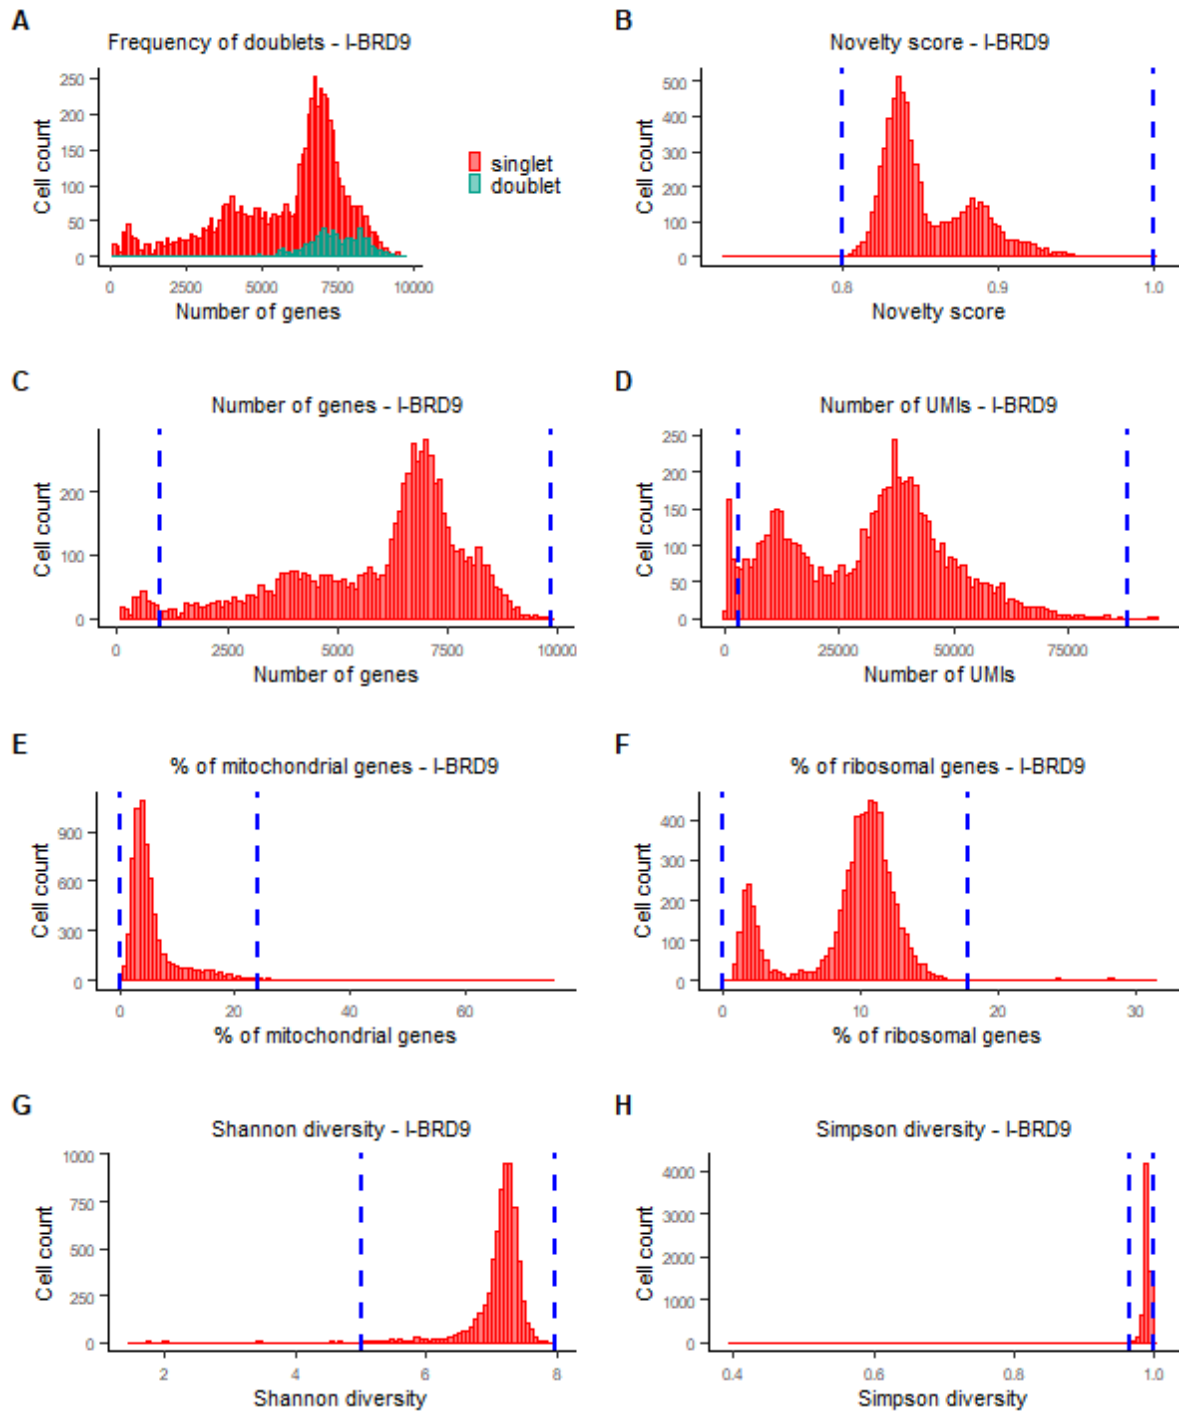 A
Frequency of doublets - I-BRD9
250
200
150
100
50
0
Cell count
0 2500 5000 7500 10000
Number of genes
singlet
doublet
B
Novelty score - I-BRD9
500
400
300
200
100
0
Cell count
0.8 0.9 1.0
Novelty score
C
Number of genes - I-BRD9
200
100
0
Cell count
0 2500 5000 7500 10000
Number of genes
D
Number of UMIs - I-BRD9
250
200
150
100
50
0
Cell count
0 25000 50000 75000
Number of UMIs
E
% of mitochondrial genes - I-BRD9
900
600
300
0
Cell count
0 20 40 60
% of mitochondrial genes
F
% of ribosomal genes - I-BRD9
400
300
200
100
0
Cell count
0 10 20 30
% of ribosomal genes
G
Shannon diversity - I-BRD9
1000
750
500
250
0
Cell count
2 4 6 8
Shannon diversity
H
Simpson diversity - I-BRD9
4000
3000
2000
1000
0
Cell count
0.4 0.6 0.8 1.0
Simpson diversity